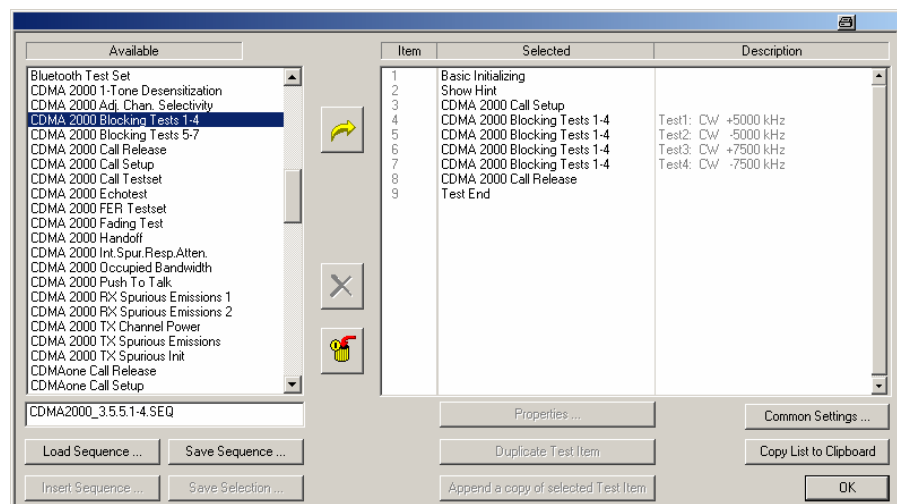 Available
Bluetooth Test Set
CDMA 2000 1-Tone Desensitization
CDMA 2000 Adj. Chan. Selectivity
CDMA 2000 Blocking Tests 1-4
CDMA 2000 Blocking Tests 5-7
CDMA 2000 Call Release
CDMA 2000 Call Setup
CDMA 2000 Call Testset
CDMA 2000 Echotest
CDMA 2000 FER Testset
CDMA 2000 Fading Test
CDMA 2000 Handoff
CDMA 2000 Int.Spur.Resp.Atten.
CDMA 2000 Occupied Bandwidth
CDMA 2000 Push To Talk
CDMA 2000 RX Spurious Emissions 1
CDMA 2000 RX Spurious Emissions 2
CDMA 2000 TX Channel Power
CDMA 2000 TX Spurious Emissions
CDMA 2000 TX Spurious Init
CDMAone Call Release
CDMAone Call Setup
CDMA2000_3.5.5.1-4.SEQ
Load Sequence ... Save Sequence ...
Insert Sequence ... Save Selection ...
Item Selected Description
1 Basic Initializing
2 Show Hint
3 CDMA 2000 Call Setup
4 CDMA 2000 Blocking Tests 1-4 Test1: CW +5000 kHz
5 CDMA 2000 Blocking Tests 1-4 Test2: CW -5000 kHz
6 CDMA 2000 Blocking Tests 1-4 Test3: CW +7500 kHz
7 CDMA 2000 Blocking Tests 1-4 Test4: CW -7500 kHz
8 CDMA 2000 Call Release
9 Test End
Properties ... Common Settings ...
Duplicate Test Item Copy List to Clipboard
Append a copy of selected Test Item OK